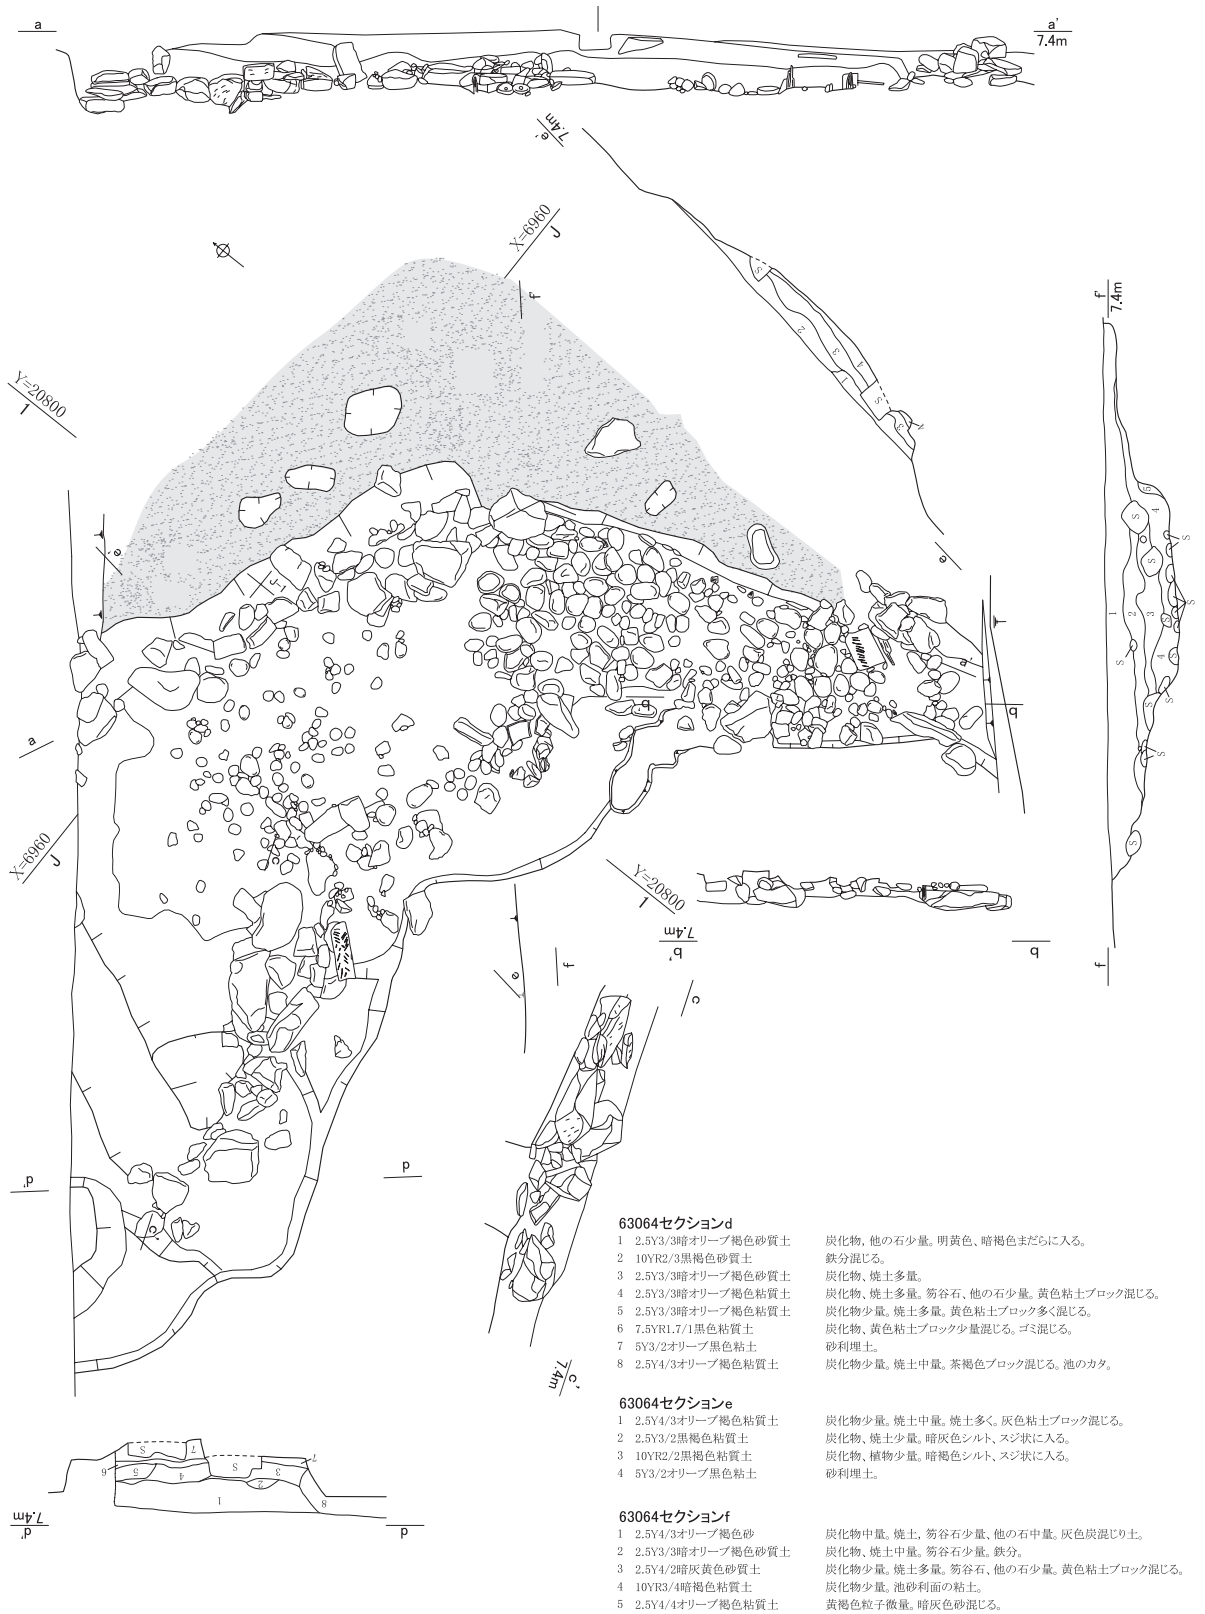 a
a'
7.4m
e'
7.4m
X=6960
J
f'
f'
7.4m
Y=20800
1
S
2
3
4
1
S
3
4
e'
e
5
4
S
S
S
S
1
2
3
S
S
4
S
S
S
S
S
S
a'
b'
b
a
X=6960
J
c
Y=20800
1
7.4m
b'
b
e
f
f
c
d'
d
c'
7.4m
c'
63064セクションd
1 2.5Y3/3暗オリーブ褐色砂質土 炭化物，他の石少量。明黄色、暗褐色まだらに入る。
2 10YR2/3黒褐色砂質土 鉄分混じる。
3 2.5Y3/3暗オリーブ褐色砂質土 炭化物、焼土多量。
4 2.5Y3/3暗オリーブ褐色粘質土 炭化物、焼土多量。笏谷石、他の石少量。黄色粘土ブロック混じる。
5 2.5Y3/3暗オリーブ褐色粘質土 炭化物少量。焼土多量。黄色粘土ブロック多く混じる。
6 7.5YR1.7/1黒色粘質土 炭化物、黄色粘土ブロック少量混じる。ゴミ混じる。
7 5Y3/2オリーブ黒色粘土 砂利埋土。
8 2.5Y4/3オリーブ褐色粘質土 炭化物少量。焼土中量。茶褐色ブロック混じる。池のカタ。
63064セクションe
1 2.5Y4/3オリーブ褐色粘質土 炭化物少量。焼土中量。焼土多く。灰色粘土ブロック混じる。
2 2.5Y3/2黒褐色粘質土 炭化物、焼土少量。暗灰色シルト、スジ状に入る。
3 10YR2/2黒褐色粘質土 炭化物、植物少量。暗褐色シルト、スジ状に入る。
4 5Y3/2オリーブ黒色粘土 砂利埋土。
7
S
7
6
5
4
S
3
2
1
8
7.4m
d'
d
63064セクションf
1 2.5Y4/3オリーブ褐色砂 炭化物中量。焼土，笏谷石少量、他の石中量。灰色炭混じり土。
2 2.5Y3/3暗オリーブ褐色砂質土 炭化物、焼土中量。笏谷石少量。鉄分。
3 2.5Y4/2暗灰黄色砂質土 炭化物少量。焼土多量。笏谷石、他の石少量。黄色粘土ブロック混じる。
4 10YR3/4暗褐色粘質土 炭化物少量。池砂利面の粘土。
5 2.5Y4/4オリーブ褐色粘質土 黄褐色粒子微量。暗灰色砂混じる。